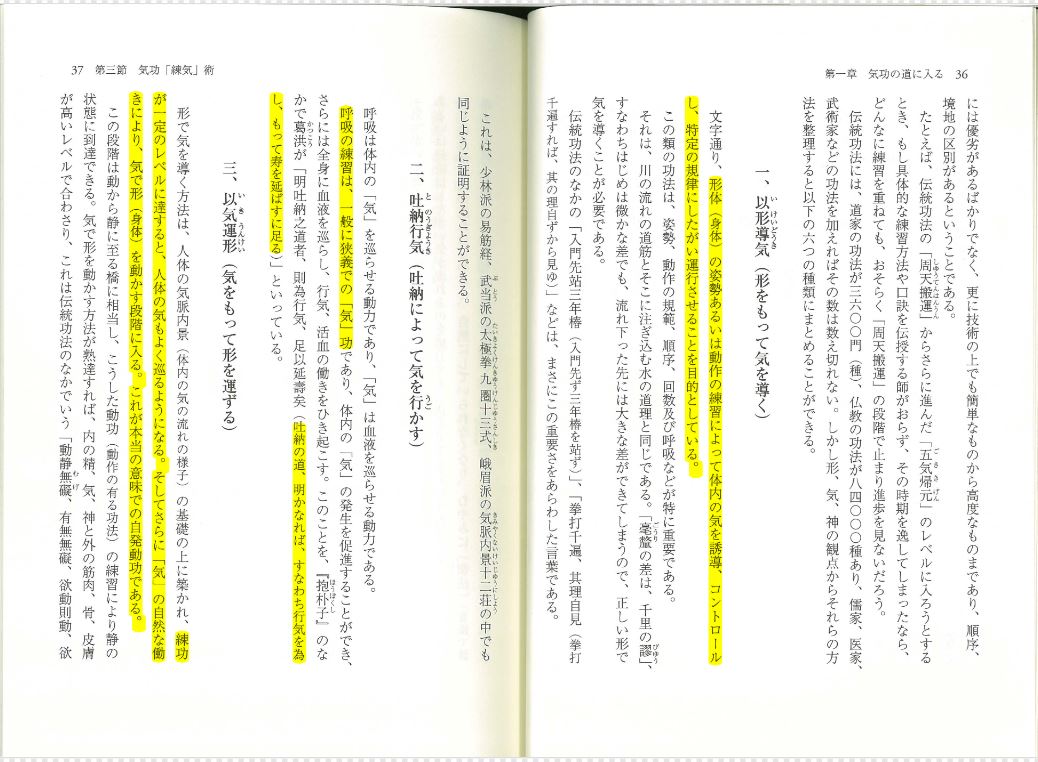 第一章　気功の道に入る　36
には優劣があるばかりでなく、更に技術の上でも簡単なものから高度なものまであり、順序、
境地の区別があるということである。
たとえば、伝統功法の「周天搬運」からさらに進んだ「五気帰元」のレベルに入ろうとする
とき、もし具体的な練習方法や口訣を伝授する師がおらず、その時期を逸してしまったなら、
どんなに練習を重ねても、おそらく「周天搬運」の段階で止まり進歩を見ないだろう。
伝統功法には、道家の功法が三六〇〇門（種）、仏教の功法が八四〇〇〇種あり、儒家、医家、
武術家などの功法を加えればその数は数え切れない。しかし形、気、神の観点からそれらの方
法を整理すると以下の六つの種類にまとめることができる。
一、以形導気（形をもって気を導く）
文字通り、形体（身体）の姿勢あるいは動作の練習によって体内の気を誘導、コントロール
し、特定の規律にしたがい運行させることを目的としている。
この類の功法は、姿勢、動作の規範、順序、回数及び呼吸などが特に重要である。
それは、川の流れの道筋とそこに注ぎ込む水の道理と同じである。「毫釐の差は、千里の謬」、
すなわちはじめは微かな差でも、流れ下った先には大きな差ができてしまうので、正しい形で
気を導くことが必要である。
伝統功法のなかの「入門先站三年樁（入門先ず三年樁を站ず）」、「拳打千遍、其理自見（拳打
千遍すれば、其の理自ずから見ゆ）」などは、まさにこの重要さをあらわした言葉である。
37　第三節　気功「練気」術
これは、少林派の易筋経、武当派の太極拳九圏十三式、峨眉派の気脈内景十二荘の中でも
同じように証明することができる。
二、吐納行気（吐納によって気を行かす）
呼吸は体内の「気」を巡らせる動力であり、「気」は血液を巡らせる動力である。
呼吸の練習は、一般に狭義での「気」功であり、体内の「気」の発生を促進することができ、
さらには全身に血液を巡らし、行気、活血の働きをひき起こす。このことを、『抱朴子』のな
かで葛洪が「明吐納之道者、則為行気、足以延壽矣（吐納の道、明かなれば、すなわち行気を為
し、もって寿を延ばすに足る）」といっている。
三、以気運形（気をもって形を運ずる）
形で気を導く方法は、人体の気脈内景（体内の気の流れの様子）の基礎の上に築かれ、練功
が一定のレベルに達すると、人体の気もよく巡るようになる。そしてさらに「気」の自然な働
きにより、気で形（身体）を動かす段階に入る。これが本当の意味での自発動功である。
この段階は動から静に至る橋に相当し、こうした動功（動作の有る功法）の練習により静の
状態に到達できる。気で形を動かす方法が熟達すれば、内の精、気、神と外の筋肉、骨、皮膚
が高いレベルで合わさり、これは伝統功法のなかでいう「動静無礙、有無無礙、欲動則動、欲